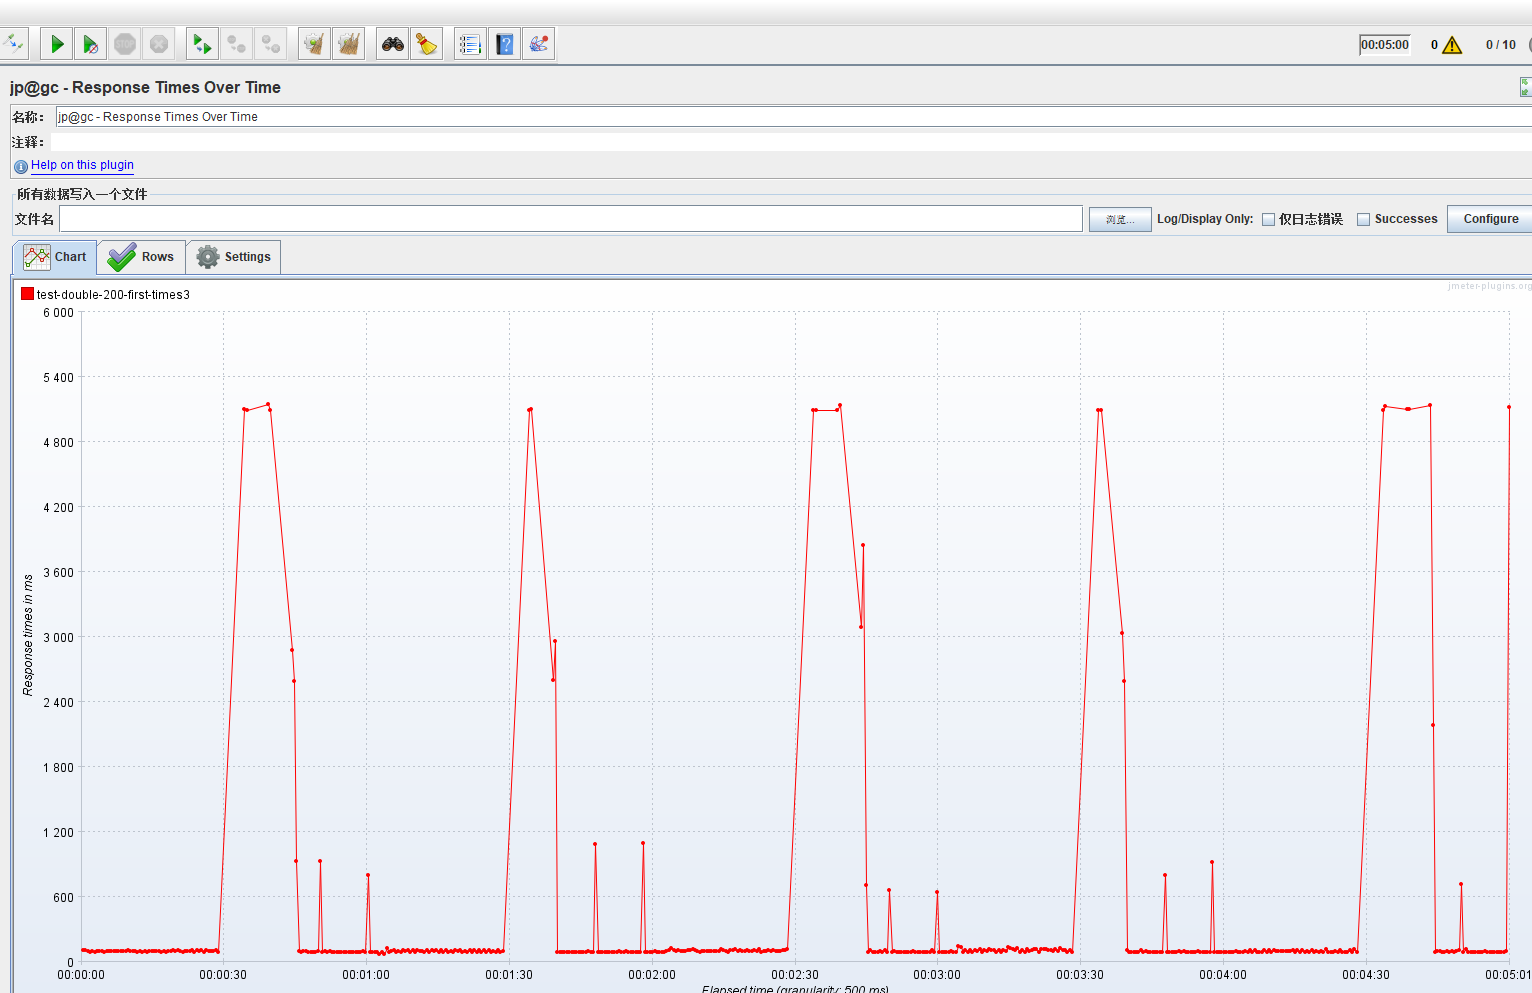 STOP
00:05:00
0
0 / 10
jp@gc - Response Times Over Time
名称：
jp@gc - Response Times Over Time
注释：
Help on this plugin
所有数据写入一个文件
文件名
浏览...
Log/Display Only:
仅日志错误
Successes
Configure
Chart
Rows
Settings
jmeter-plugins.org
test-double-200-first-times3
6 000
5 400
4 800
4 200
3 600
3 000
2 400
1 800
1 200
600
0
Response times in ms
00:00:00
00:00:30
00:01:00
00:01:30
00:02:00
00:02:30
00:03:00
00:03:30
00:04:00
00:04:30
00:05:01
Elapsed time (granularity: 500 ms)